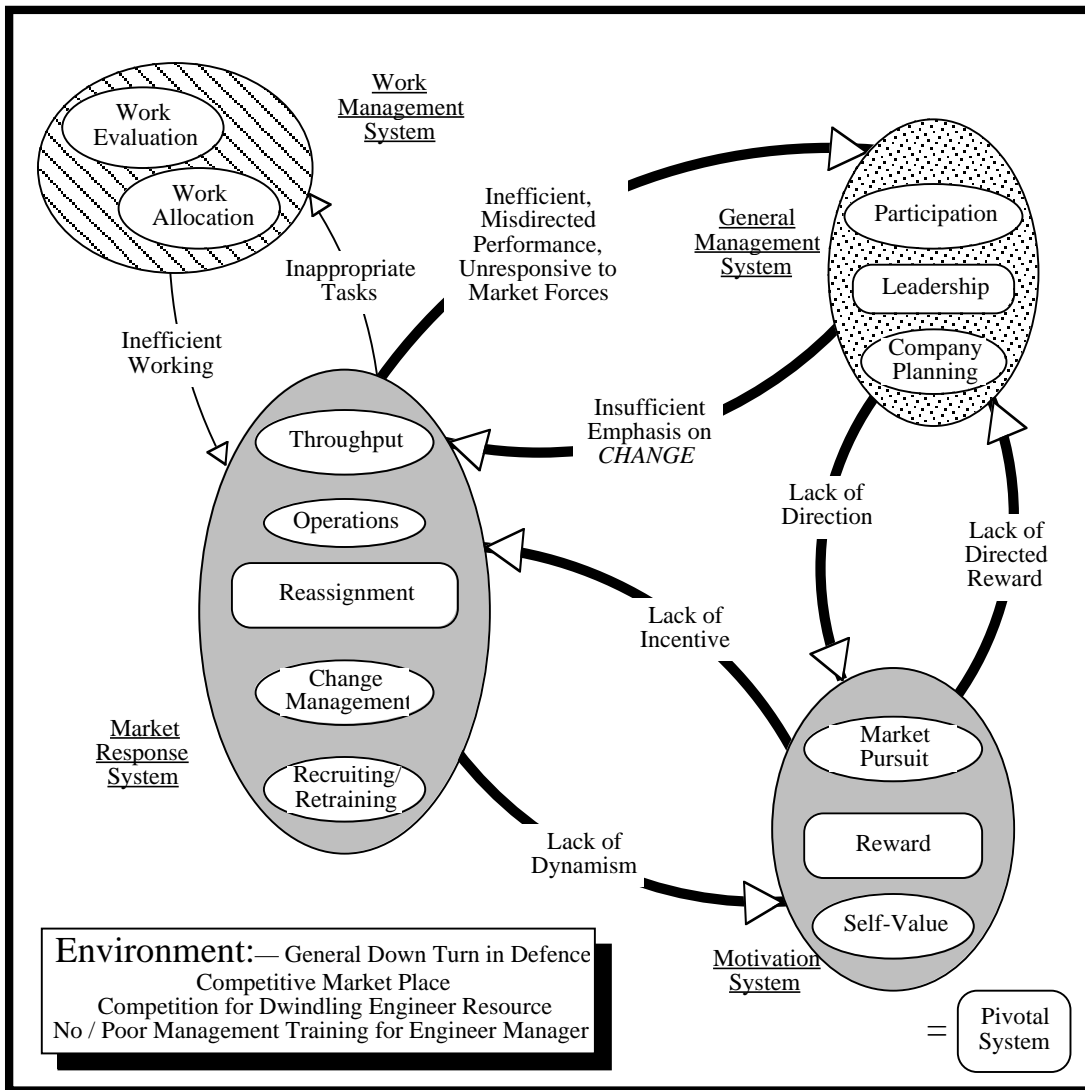 Work
Management
System
Work
Evaluation
Work
Allocation
Inefficient,
Misdirected
Performance,
Unresponsive to
Market Forces
General
Management
System
Participation
Leadership
Company
Planning
Inappropriate
Tasks
Inefficient
Working
Insufficient
Emphasis on
CHANGE
Throughput
Operations
Reassignment
Change
Management
Recruiting/
Retraining
Market
Response
System
Lack of
Direction
Lack of
Directed
Reward
Lack of
Incentive
Lack of
Dynamism
Market
Pursuit
Reward
Self-Value
Motivation
System
Environment:— General Down Turn in Defence
Competitive Market Place
Competition for Dwindling Engineer Resource
No / Poor Management Training for Engineer Manager
= Pivotal
System